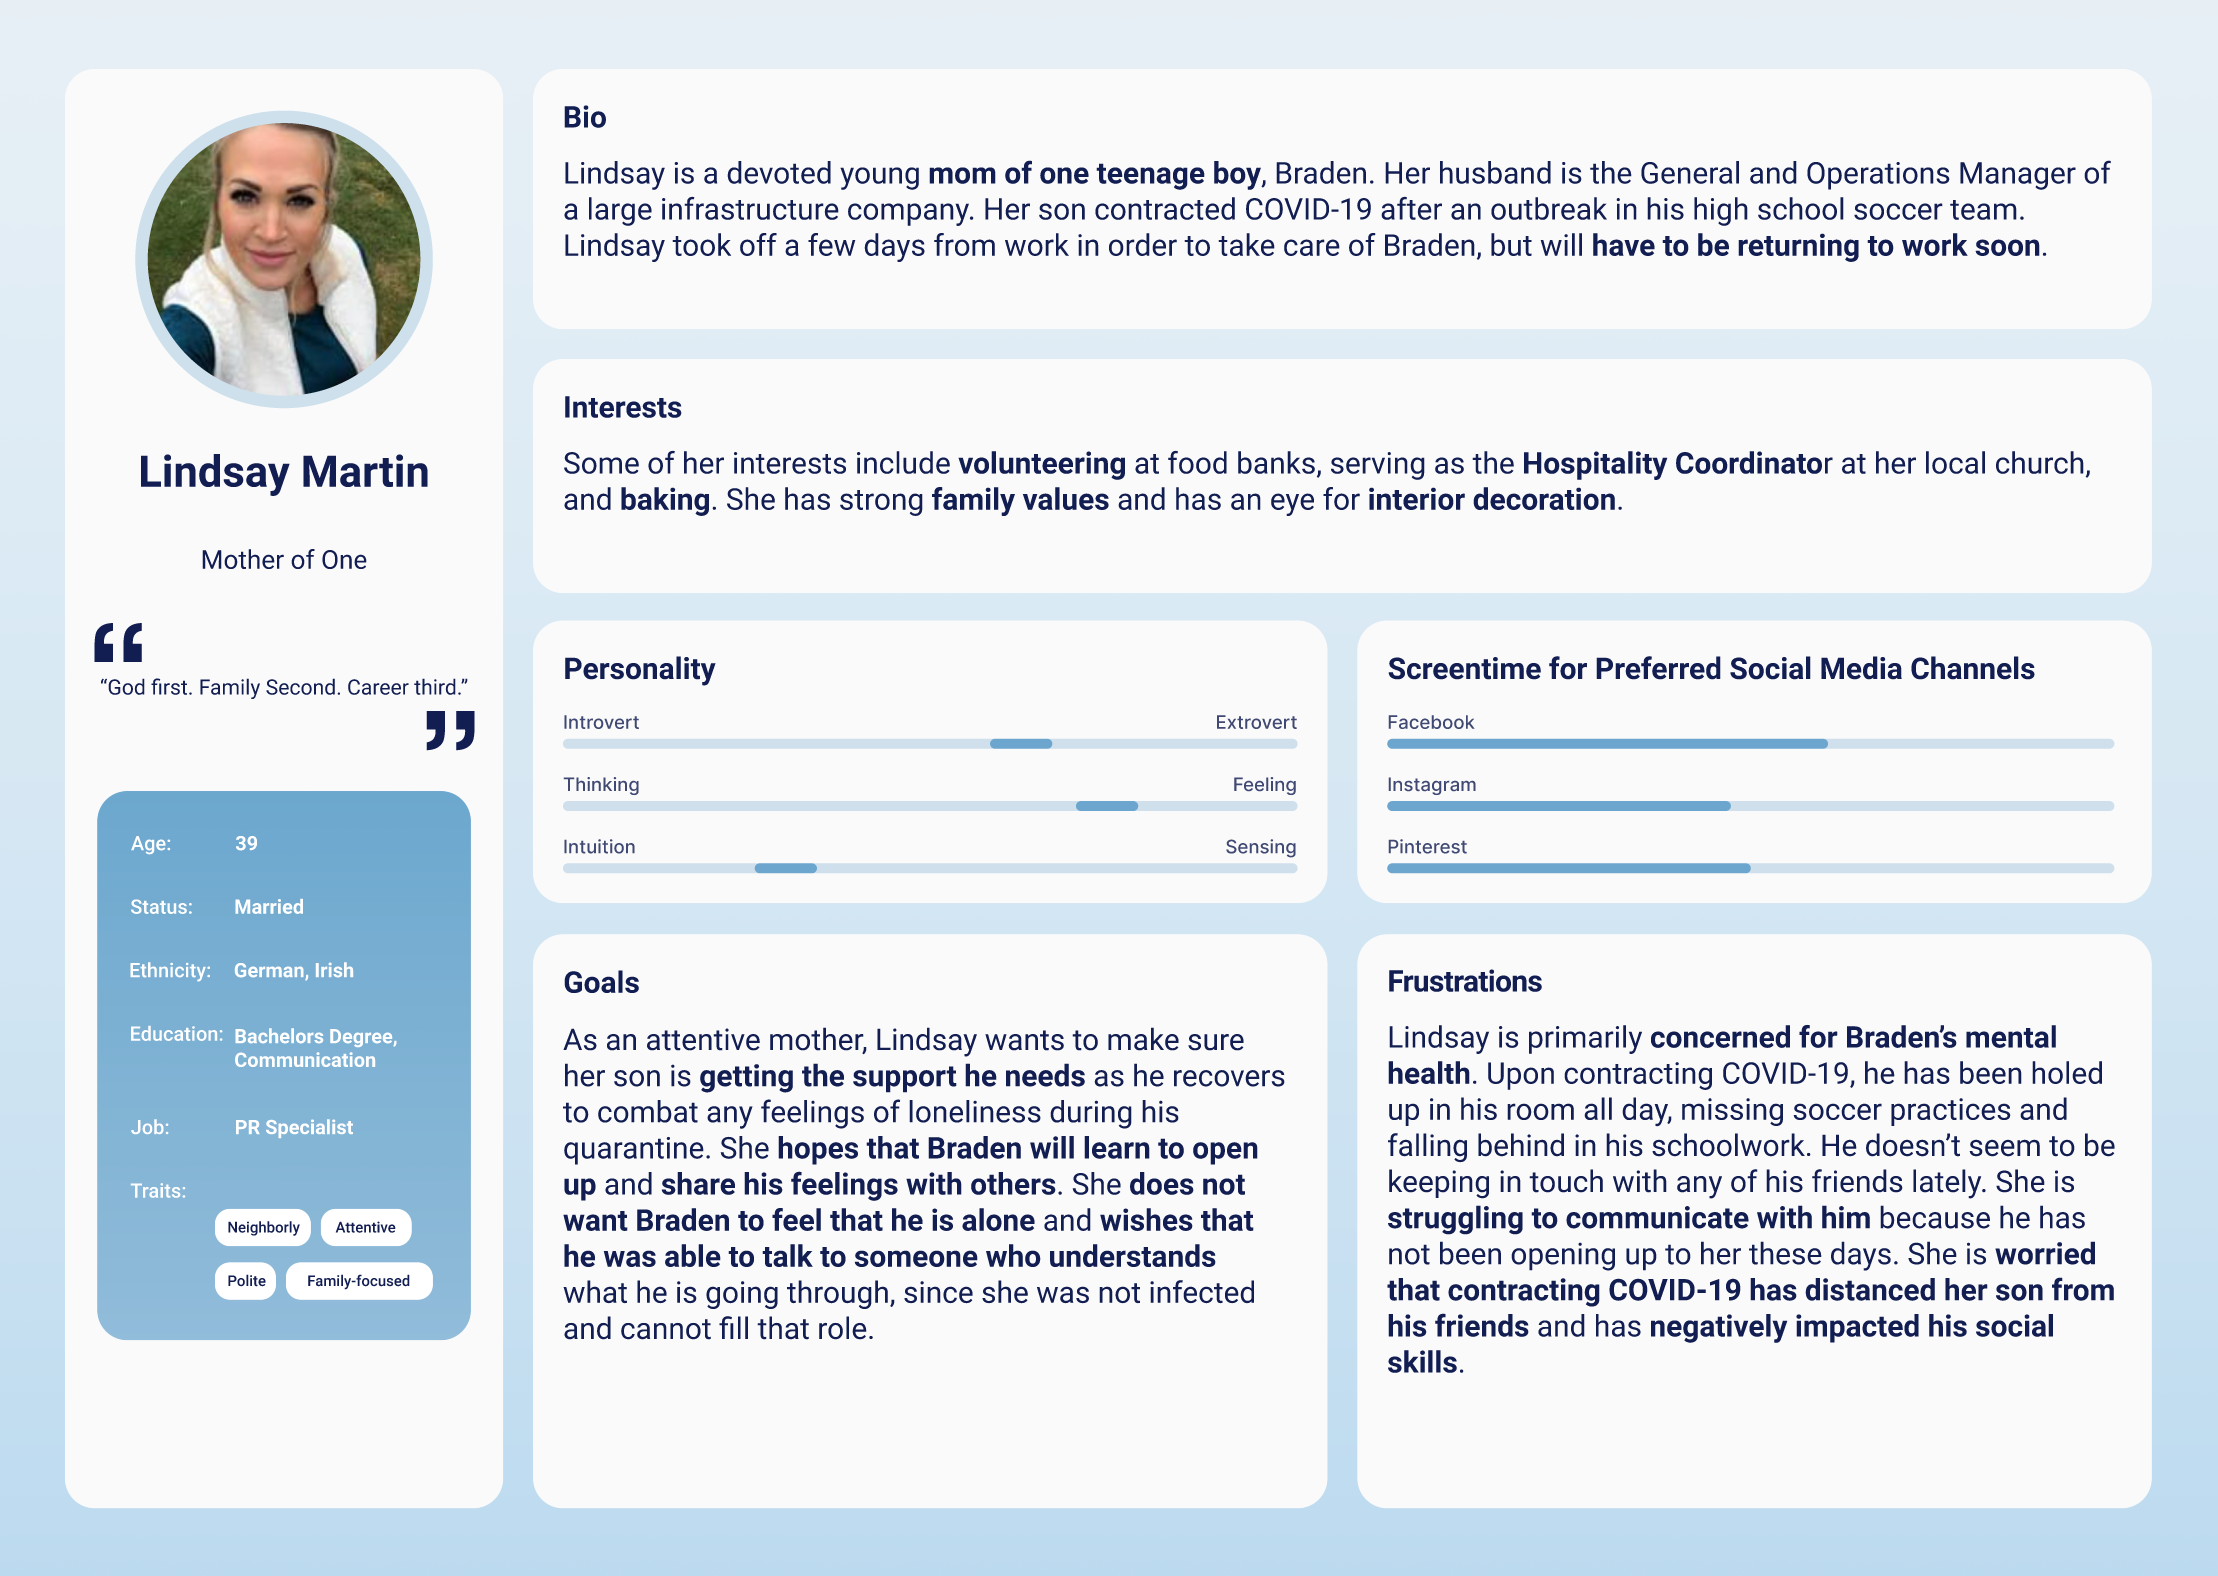 Lindsay Martin
Mother of One
“God first. Family Second. Career third.”
Age: 39
Status: Married
Ethnicity: German, Irish
Education: Bachelors Degree,
Communication
Job: PR Specialist
Traits:
Neighborly Attentive
Polite Family-focused
Bio
Lindsay is a devoted young mom of one teenage boy, Braden. Her husband is the General and Operations Manager of
a large infrastructure company. Her son contracted COVID-19 after an outbreak in his high school soccer team.
Lindsay took off a few days from work in order to take care of Braden, but will have to be returning to work soon.
Interests
Some of her interests include volunteering at food banks, serving as the Hospitality Coordinator at her local church,
and baking. She has strong family values and has an eye for interior decoration.
Personality
Introvert Extrovert
Thinking Feeling
Intuition Sensing
Screentime for Preferred Social Media Channels
Facebook
Instagram
Pinterest
Goals
As an attentive mother, Lindsay wants to make sure
her son is getting the support he needs as he recovers
to combat any feelings of loneliness during his
quarantine. She hopes that Braden will learn to open
up and share his feelings with others. She does not
want Braden to feel that he is alone and wishes that
he was able to talk to someone who understands
what he is going through, since she was not infected
and cannot fill that role.
Frustrations
Lindsay is primarily concerned for Braden’s mental
health. Upon contracting COVID-19, he has been holed
up in his room all day, missing soccer practices and
falling behind in his schoolwork. He doesn’t seem to be
keeping in touch with any of his friends lately. She is
struggling to communicate with him because he has
not been opening up to her these days. She is worried
that contracting COVID-19 has distanced her son from
his friends and has negatively impacted his social
skills.